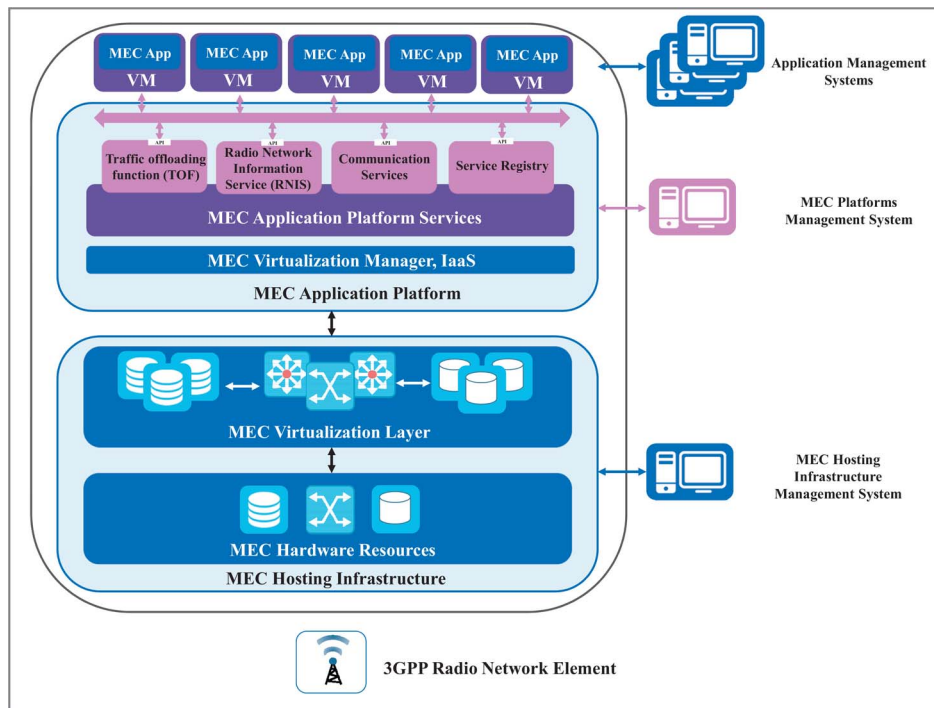 MEC App
VM
MEC App
VM
MEC App
VM
MEC App
VM
MEC App
VM
Application Management
Systems
API
API
API
API
Traffic offloading
function (TOF)
Radio Network
Information
Service (RNIS)
Communication
Services
Service Registry
MEC Application Platform Services
MEC Platforms
Management System
MEC Virtualization Manager, IaaS
MEC Application Platform
MEC Virtualization Layer
MEC Hosting
Infrastructure
Management System
MEC Hardware Resources
MEC Hosting Infrastructure
3GPP Radio Network Element